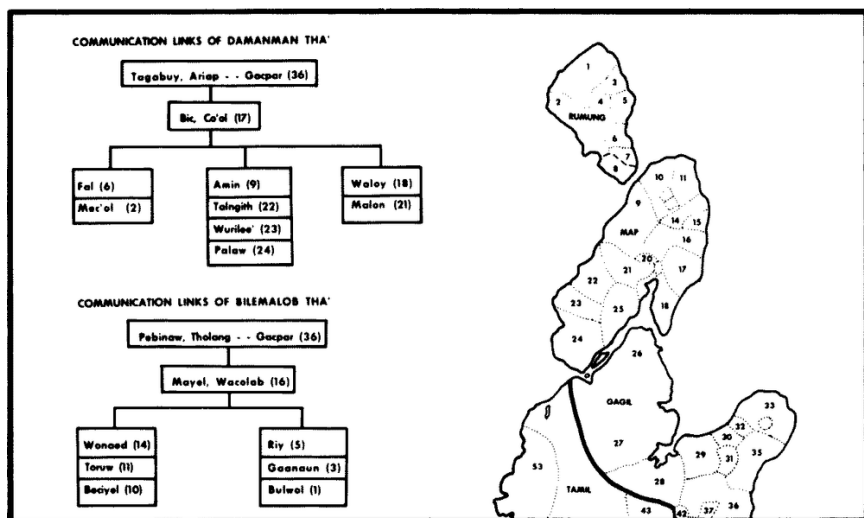 COMMUNICATION LINKS OF DAMANMAN THA'
Tagabuy, Ariap - - Gacpar (36)
Bic, Co'ol (17)
Fal (6)
Mec'ol (2)
Amin (9)
Talngith (22)
Wurilee' (23)
Palaw (24)
Waloy (18)
Malon (21)
COMMUNICATION LINKS OF BILEMALOB THA'
Pebinaw, Tholang - - Gacpar (36)
Mayel, Wacolab (16)
Wonaed (14)
Toruw (11)
Beciyel (10)
Riy (5)
Gaanaun (3)
Bulwol (1)
1
3
2
4
5
RUMUNG
6
7
8
10
11
9
14
15
MAP
16
20
21
17
22
23
25
18
24
26
GAGIL
33
32
30
27
29
31
35
53
28
TAMIL
43
42
37
36